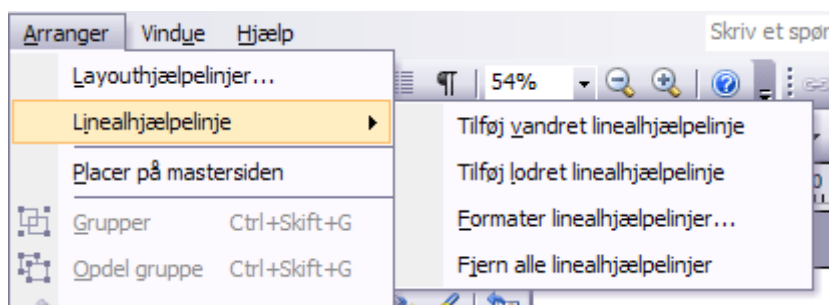 Arranger Vindue Hjælp Skriv et spør
Layouthjælpelinjer...
54%
Linealhjælpelinje
Tilføj vandret linealhjælpelinje
Placer på mastersiden
Tilføj lodret linealhjælpelinje
Grupper Ctrl+Skift+G
Formater linealhjælpelinjer...
Opdel gruppe Ctrl+Skift+G
Fjern alle linealhjælpelinjer